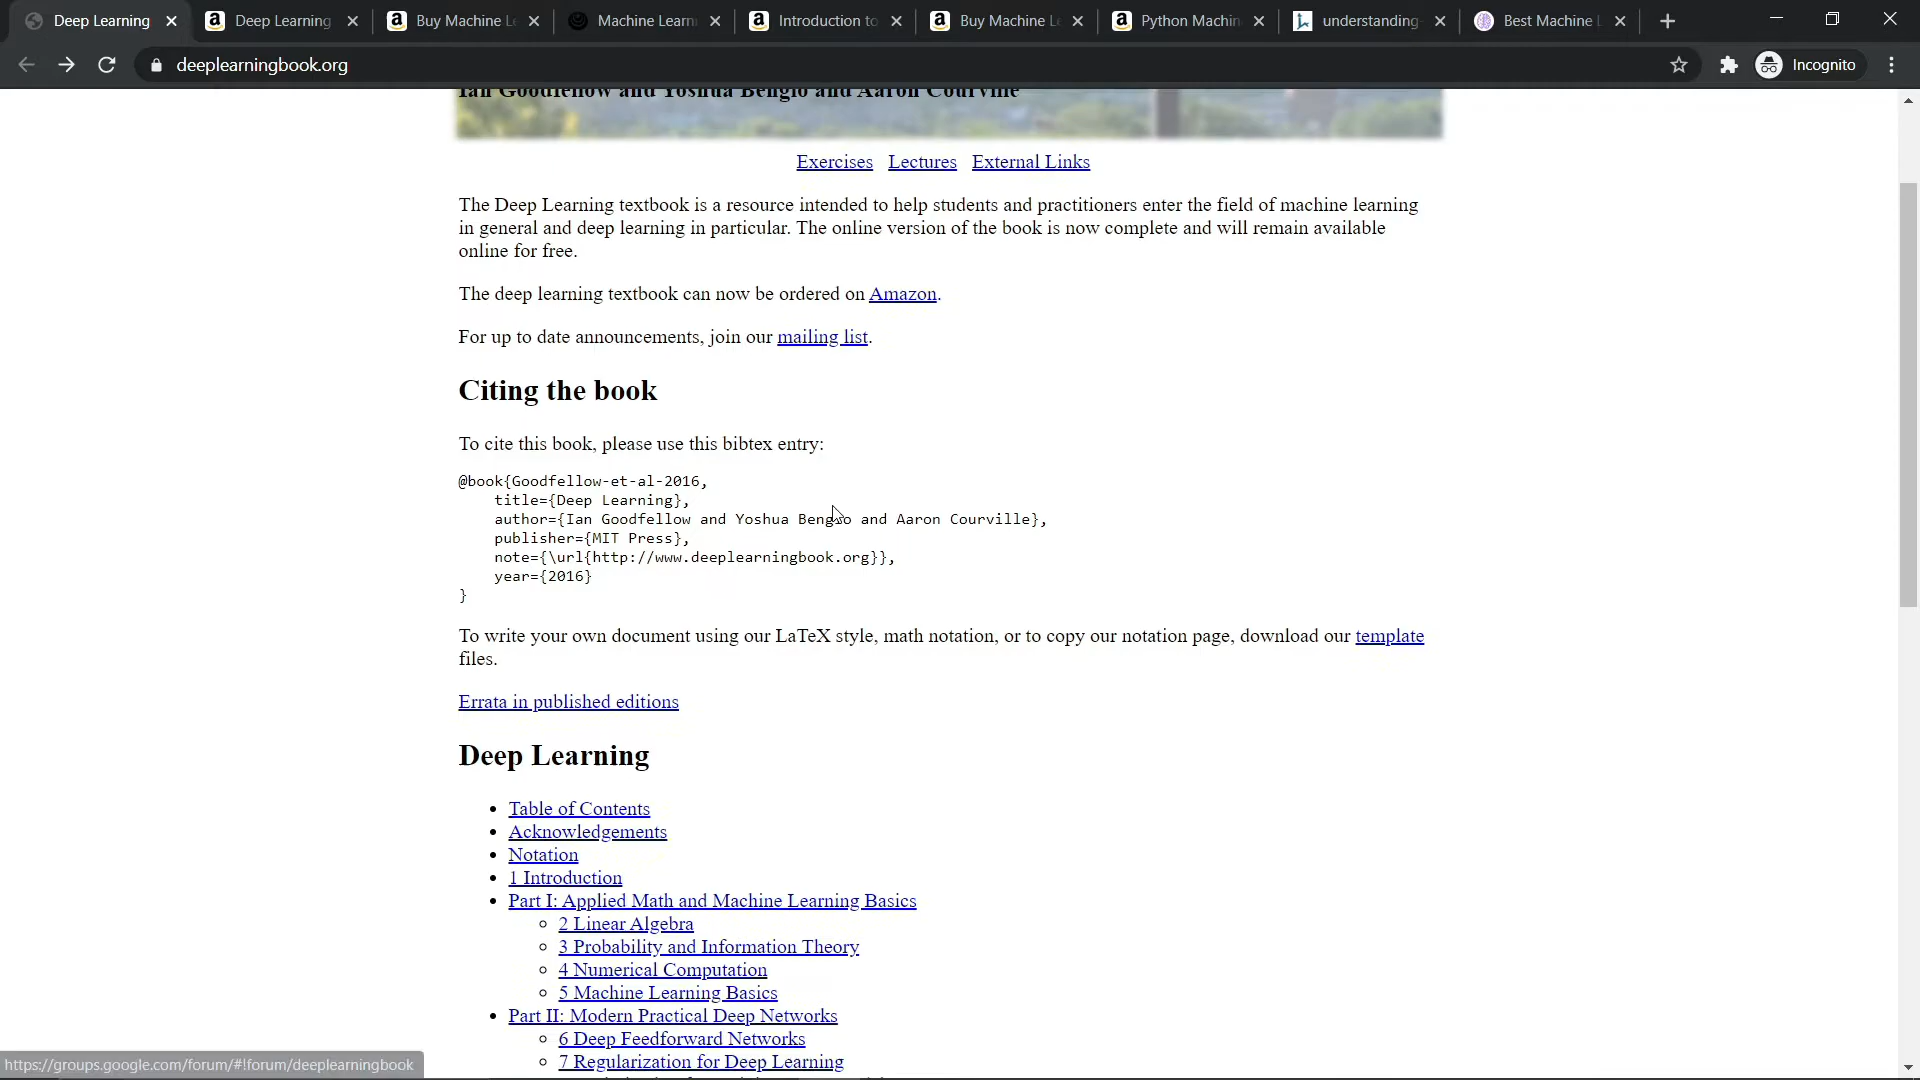 Deep Learning
Deep Learning
Buy Machine Le
Machine Learn
Introduction to
Buy Machine Le
Python Machin
understanding-
Best Machine L
deeplearningbook.org
Incognito
Ian Goodfellow and Yoshua Bengio and Aaron Courville
Exercises Lectures External Links
The Deep Learning textbook is a resource intended to help students and practitioners enter the field of machine learning
in general and deep learning in particular. The online version of the book is now complete and will remain available
online for free.
The deep learning textbook can now be ordered on Amazon.
For up to date announcements, join our mailing list.
Citing the book
To cite this book, please use this bibtex entry:
@book{Goodfellow-et-al-2016,
title={Deep Learning},
author={Ian Goodfellow and Yoshua Bengio and Aaron Courville},
publisher={MIT Press},
note={\url{http://www.deeplearningbook.org}},
year={2016}
}
To write your own document using our LaTeX style, math notation, or to copy our notation page, download our template
files.
Errata in published editions
Deep Learning
• Table of Contents
• Acknowledgements
• Notation
• 1 Introduction
• Part I: Applied Math and Machine Learning Basics
◦ 2 Linear Algebra
◦ 3 Probability and Information Theory
◦ 4 Numerical Computation
◦ 5 Machine Learning Basics
• Part II: Modern Practical Deep Networks
◦ 6 Deep Feedforward Networks
◦ 7 Regularization for Deep Learning
https://groups.google.com/forum/#!forum/deeplearningbook